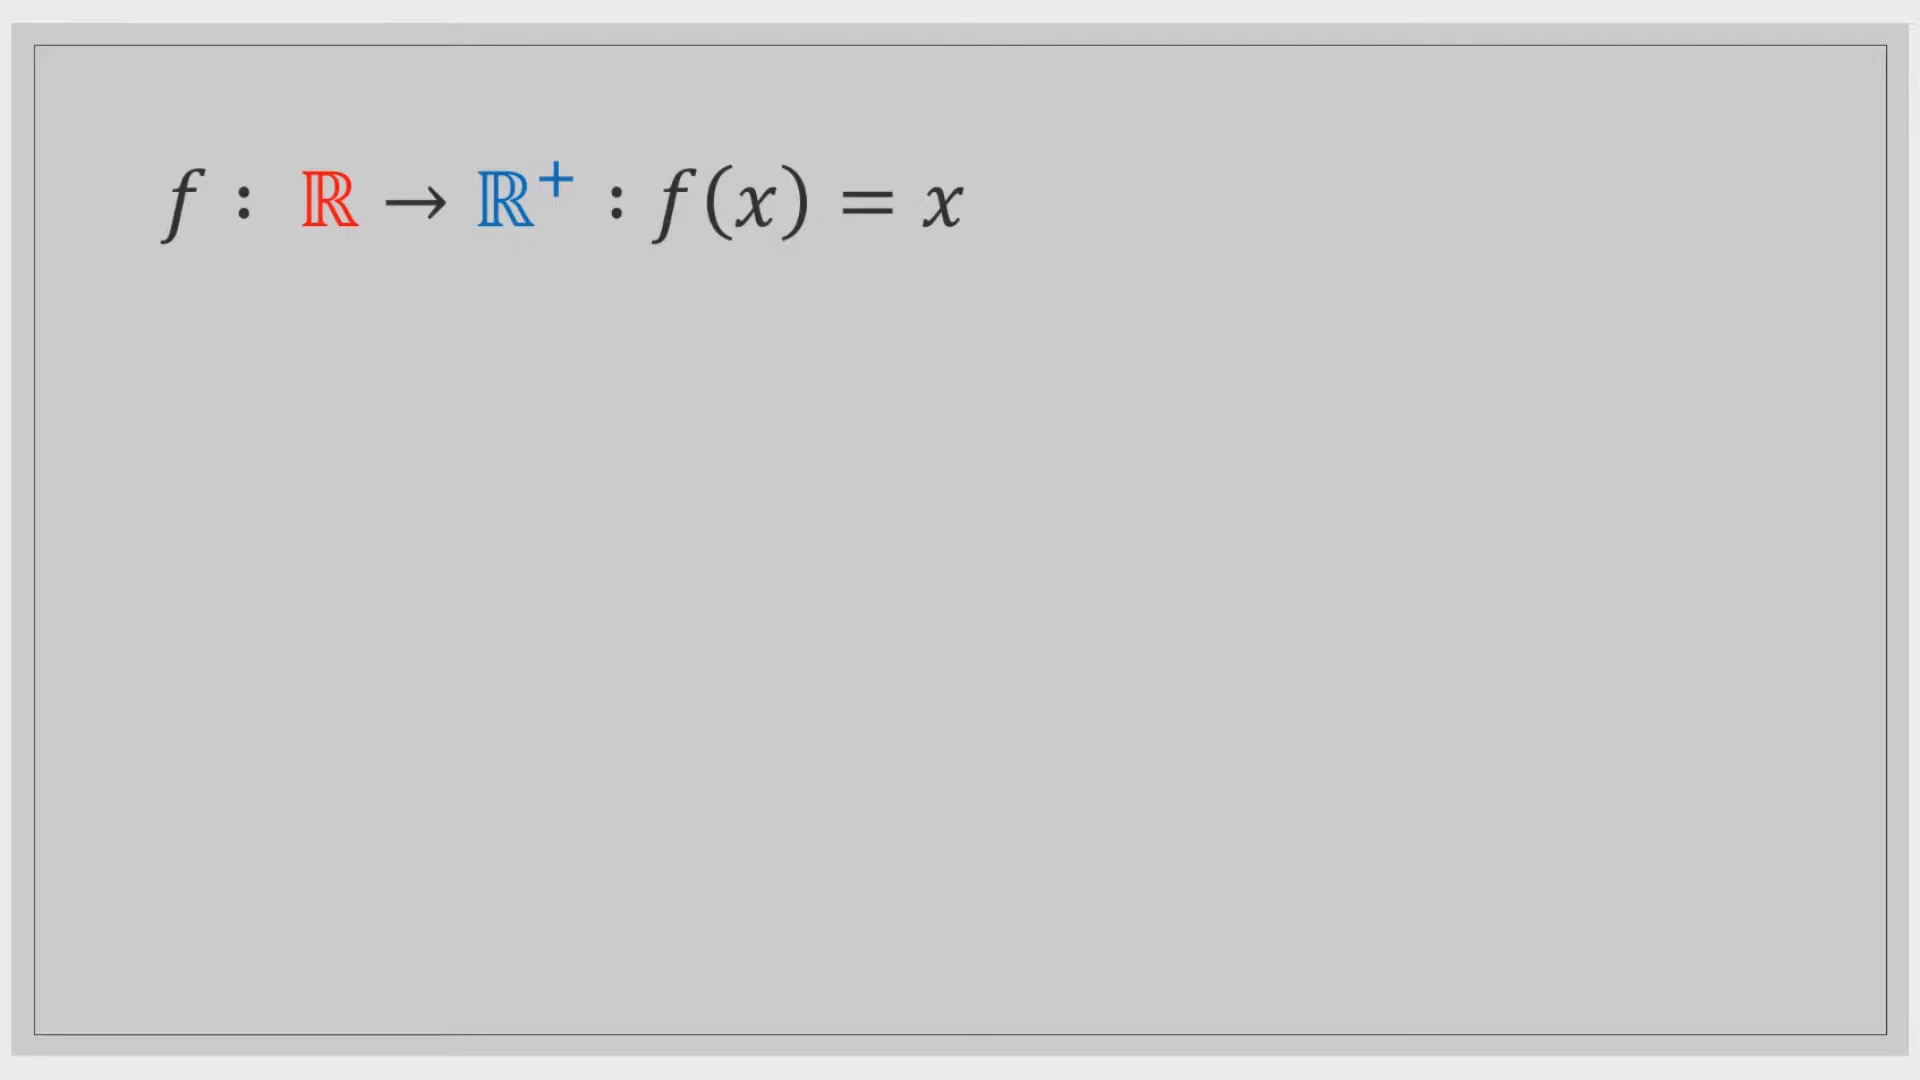 f : ℝ → ℝ⁺ : f(x) = x